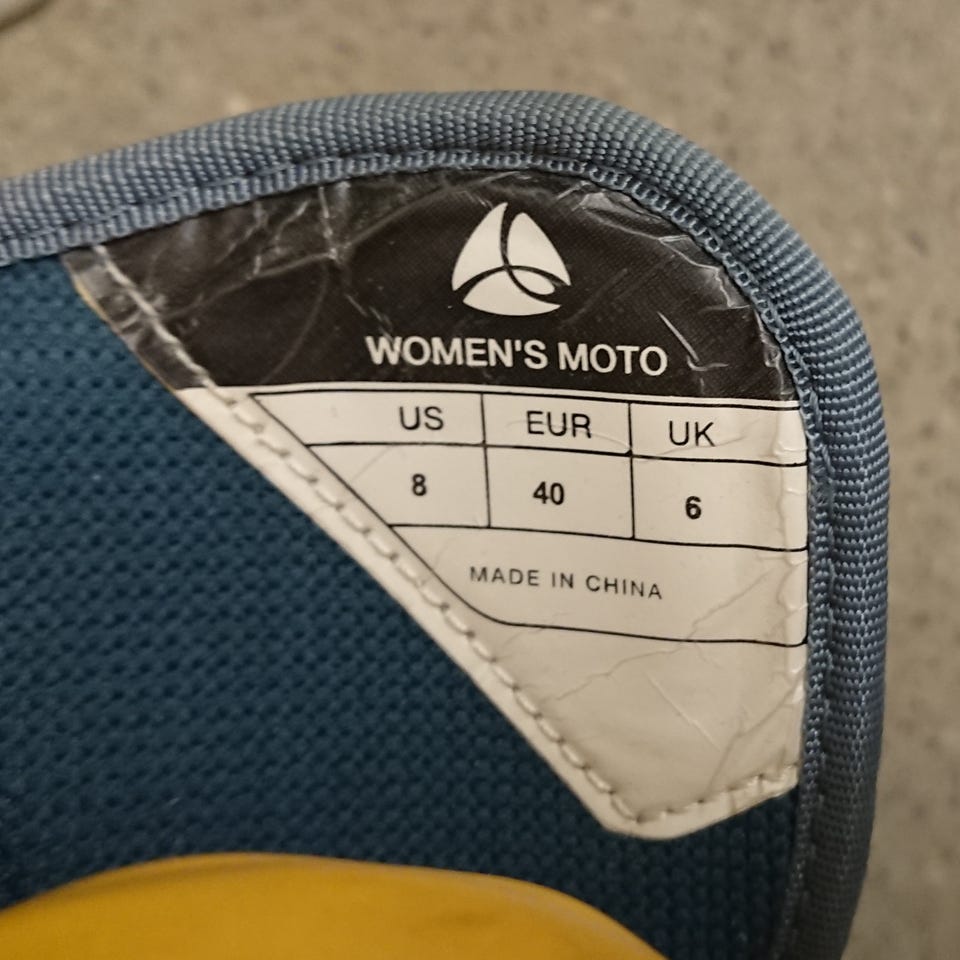 WOMEN'S MOTO
US EUR UK
8 40 6
MADE IN CHINA